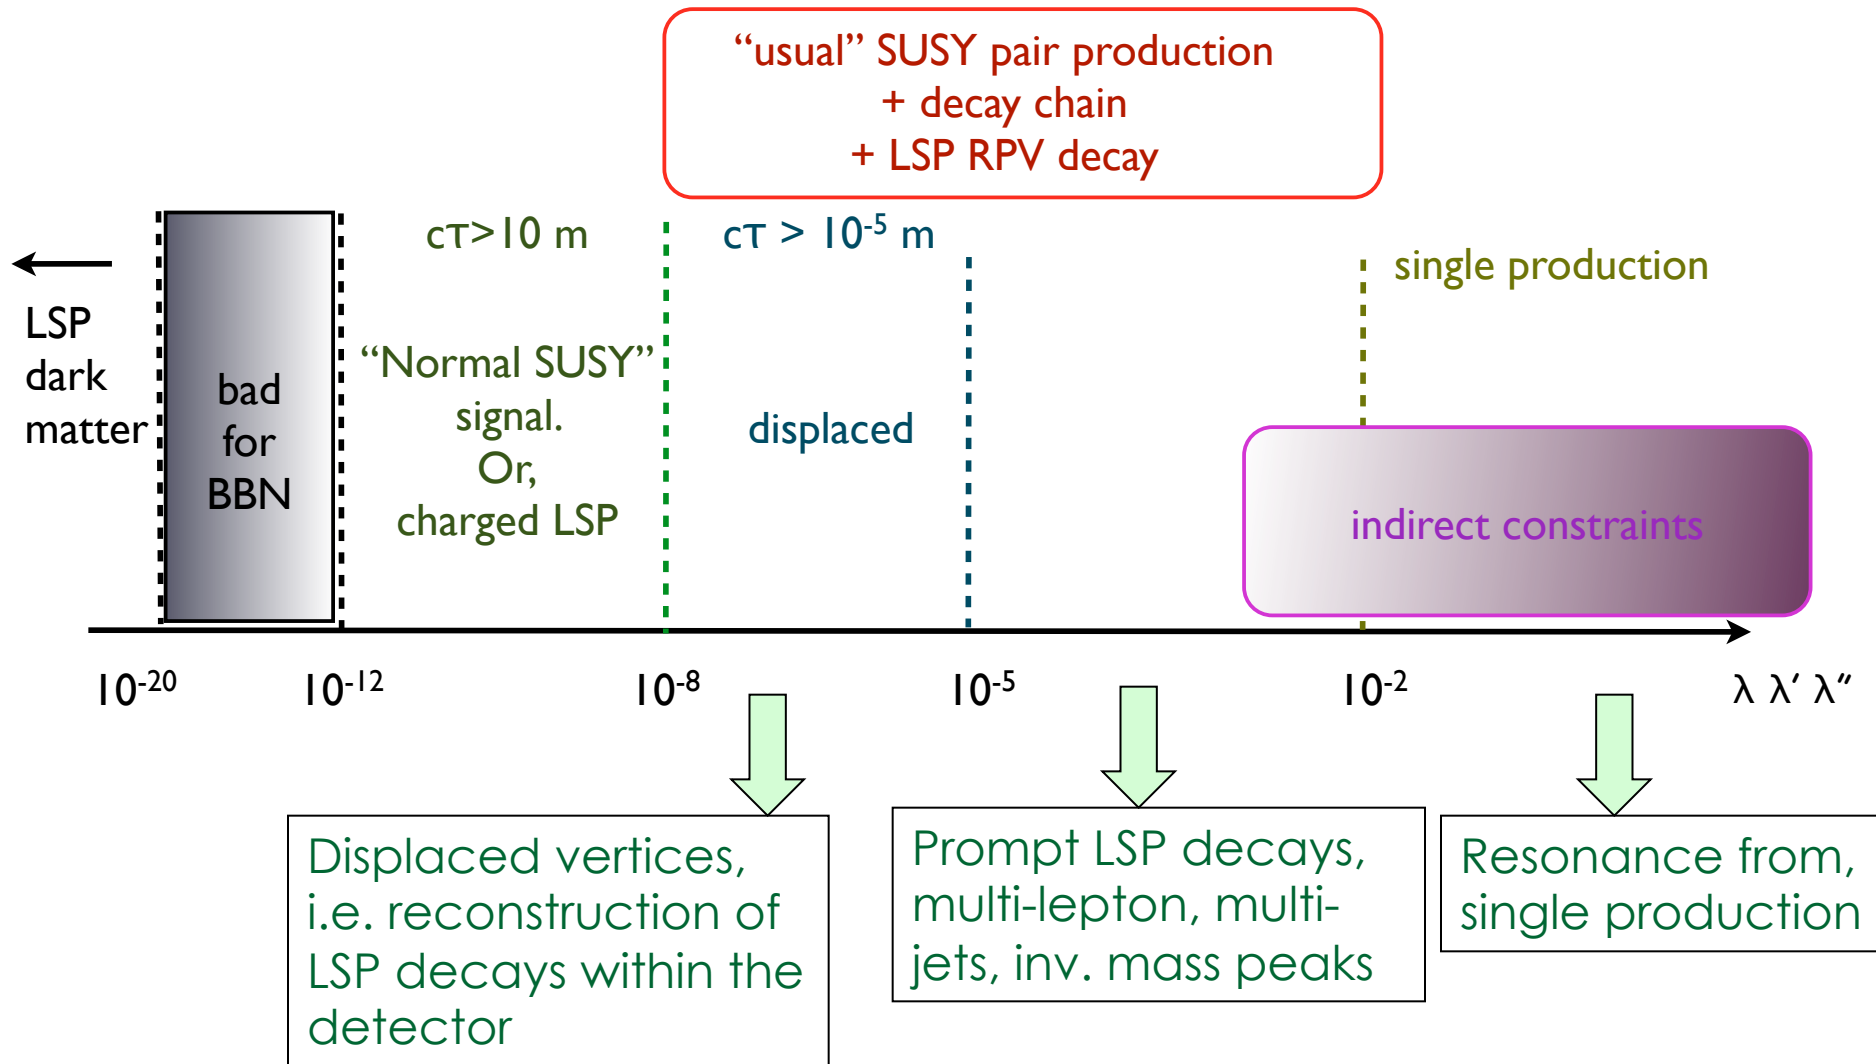 “usual” SUSY pair production
+ decay chain
+ LSP RPV decay
cτ>10 m
cτ > 10⁻⁵ m
single production
LSP
dark
matter
bad
for
BBN
“Normal SUSY”
signal.
Or,
charged LSP
displaced
indirect constraints
10⁻²⁰
10⁻¹²
10⁻⁸
10⁻⁵
10⁻²
λ λ′ λ″
Displaced vertices,
i.e. reconstruction of
LSP decays within the
detector
Prompt LSP decays,
multi-lepton, multi-
jets, inv. mass peaks
Resonance from,
single production